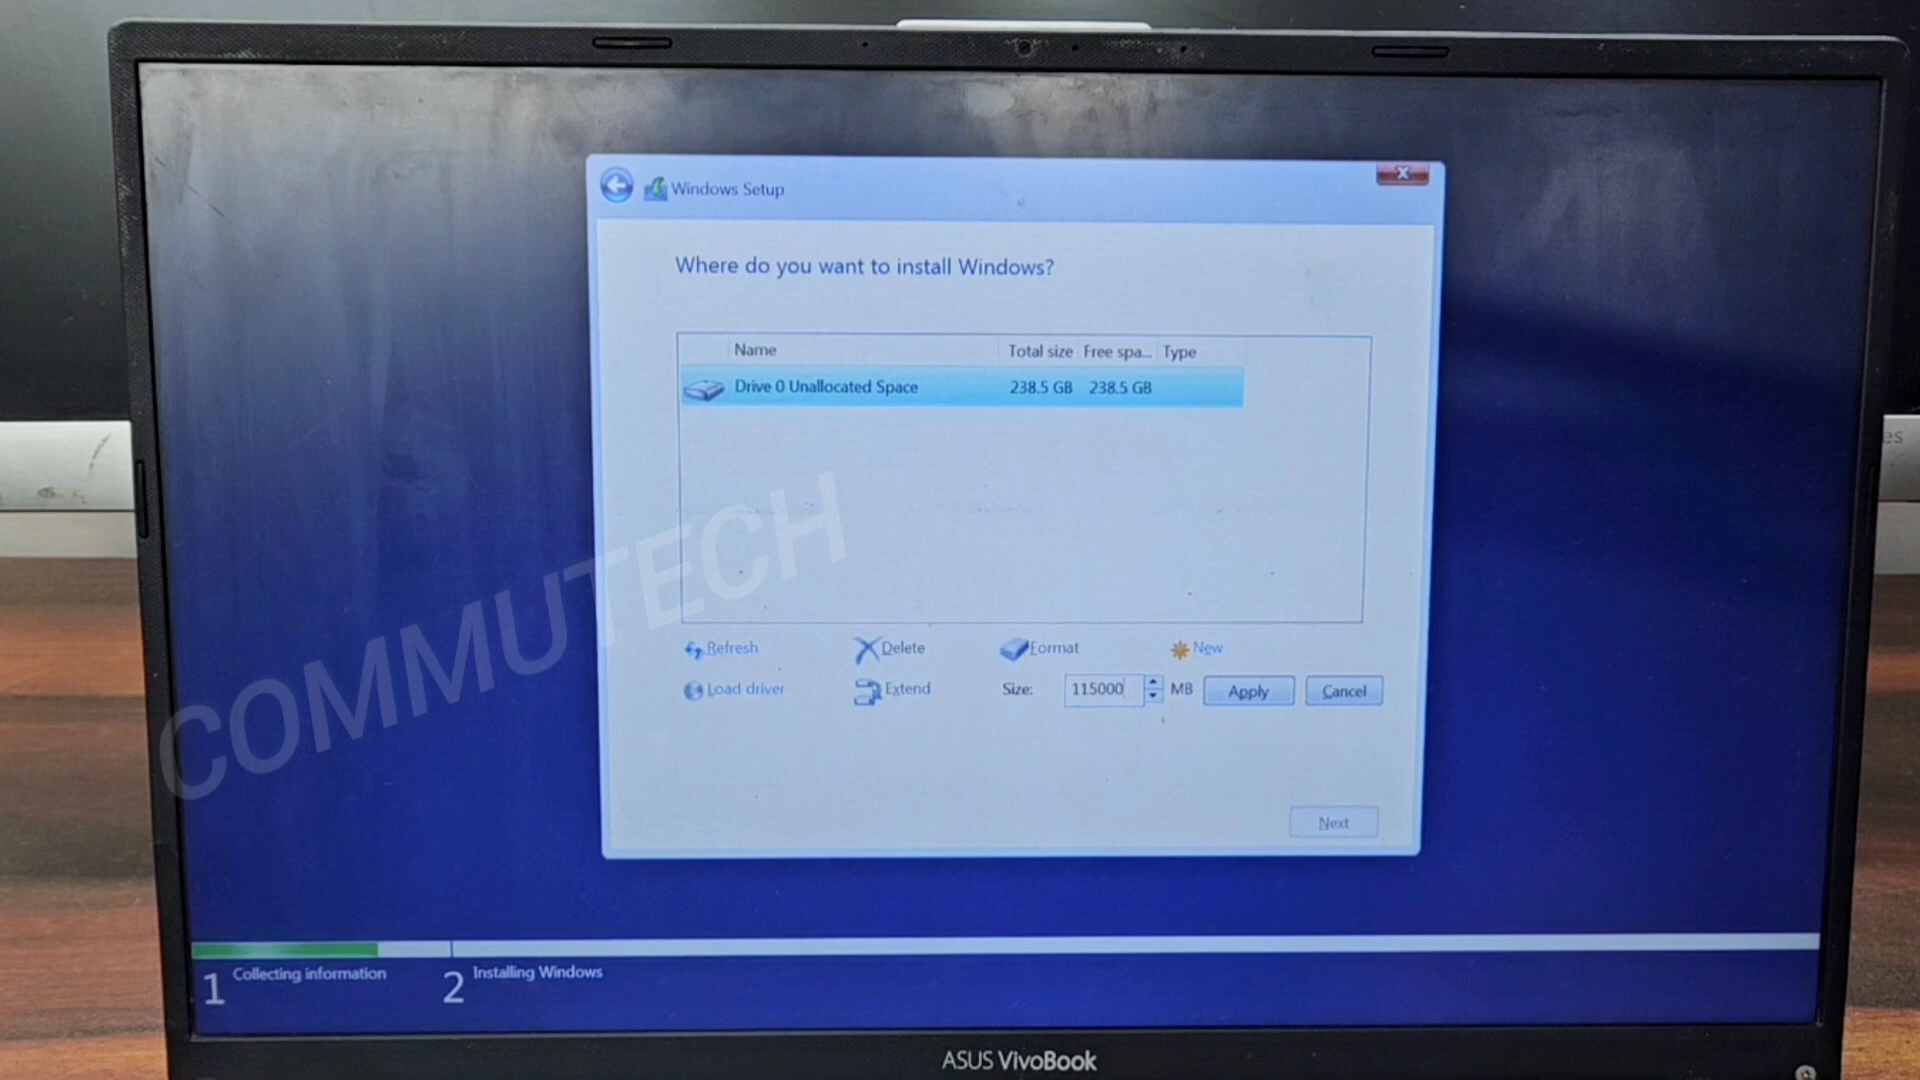 Windows Setup
Where do you want to install Windows?
Name Total size Free spa... Type
Drive 0 Unallocated Space 238.5 GB 238.5 GB
Refresh Delete Format New
Load driver Extend Size: 115000 MB Apply Cancel
Next
COMMUTECH
1 Collecting information 2 Installing Windows
ASUS VivoBook
es